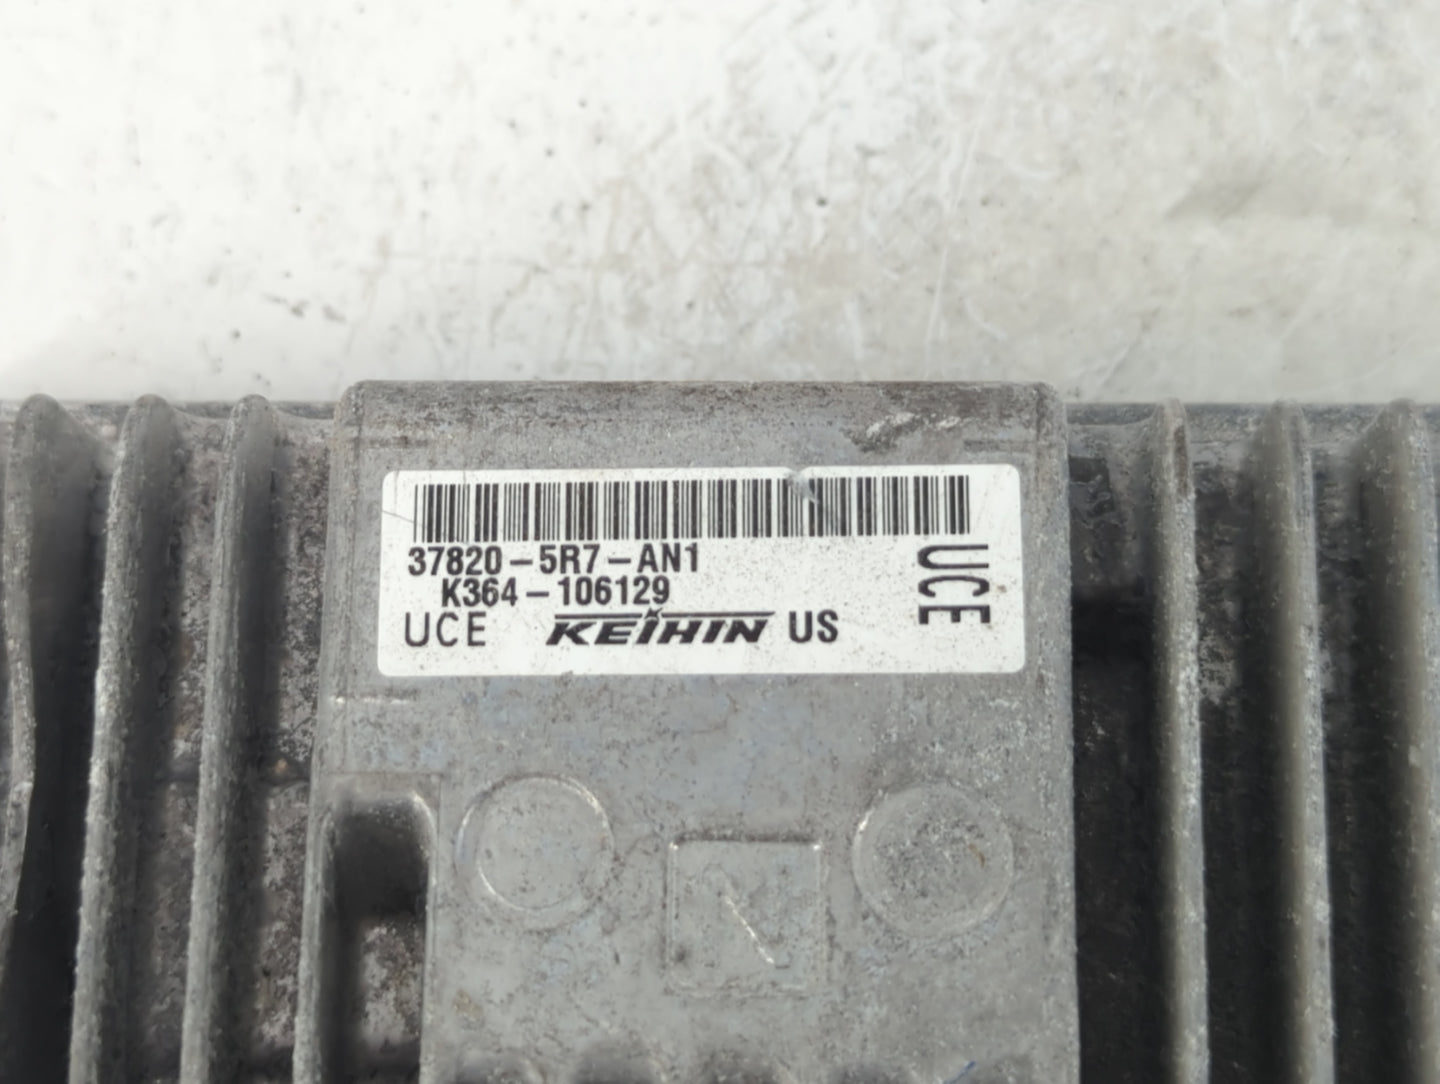 37820-5R7-AN1
K364-106129
UCE KEIHIN US
UCE